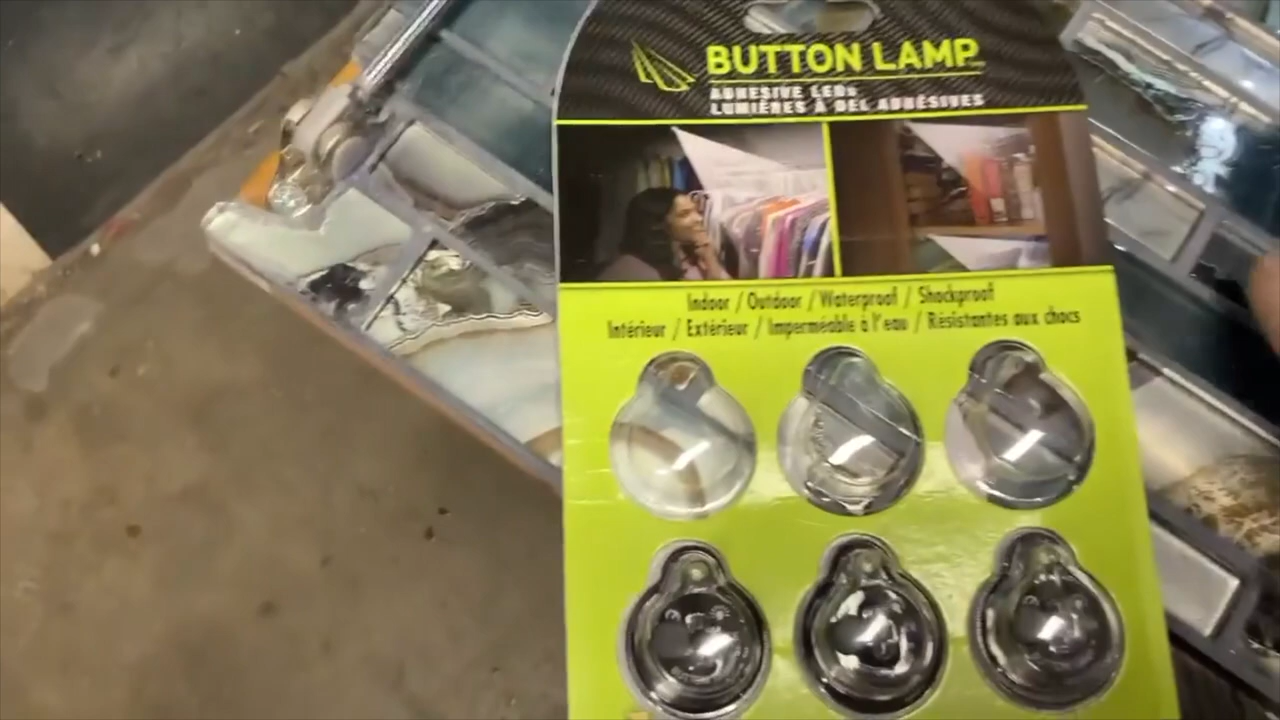 BUTTON LAMP
ADHESIVE LEDs
LUMIÈRES À DEL ADHÉSIVES
Indoor / Outdoor / Waterproof / Shockproof
Intérieur / Extérieur / Imperméable à l'eau / Résistantes aux chocs